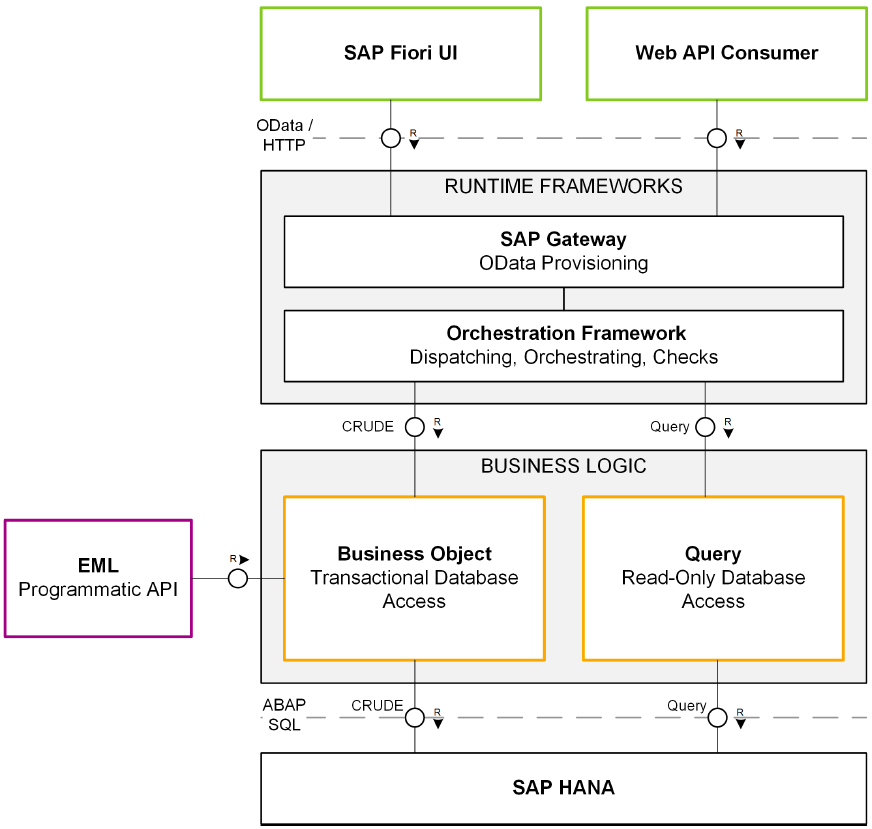 SAP Fiori UI
Web API Consumer
OData /
HTTP
R
R
RUNTIME FRAMEWORKS
SAP Gateway
OData Provisioning
Orchestration Framework
Dispatching, Orchestrating, Checks
CRUDE
R
Query
R
BUSINESS LOGIC
EML
Programmatic API
R
Business Object
Transactional Database
Access
Query
Read-Only Database
Access
ABAP
SQL
CRUDE
R
Query
R
SAP HANA